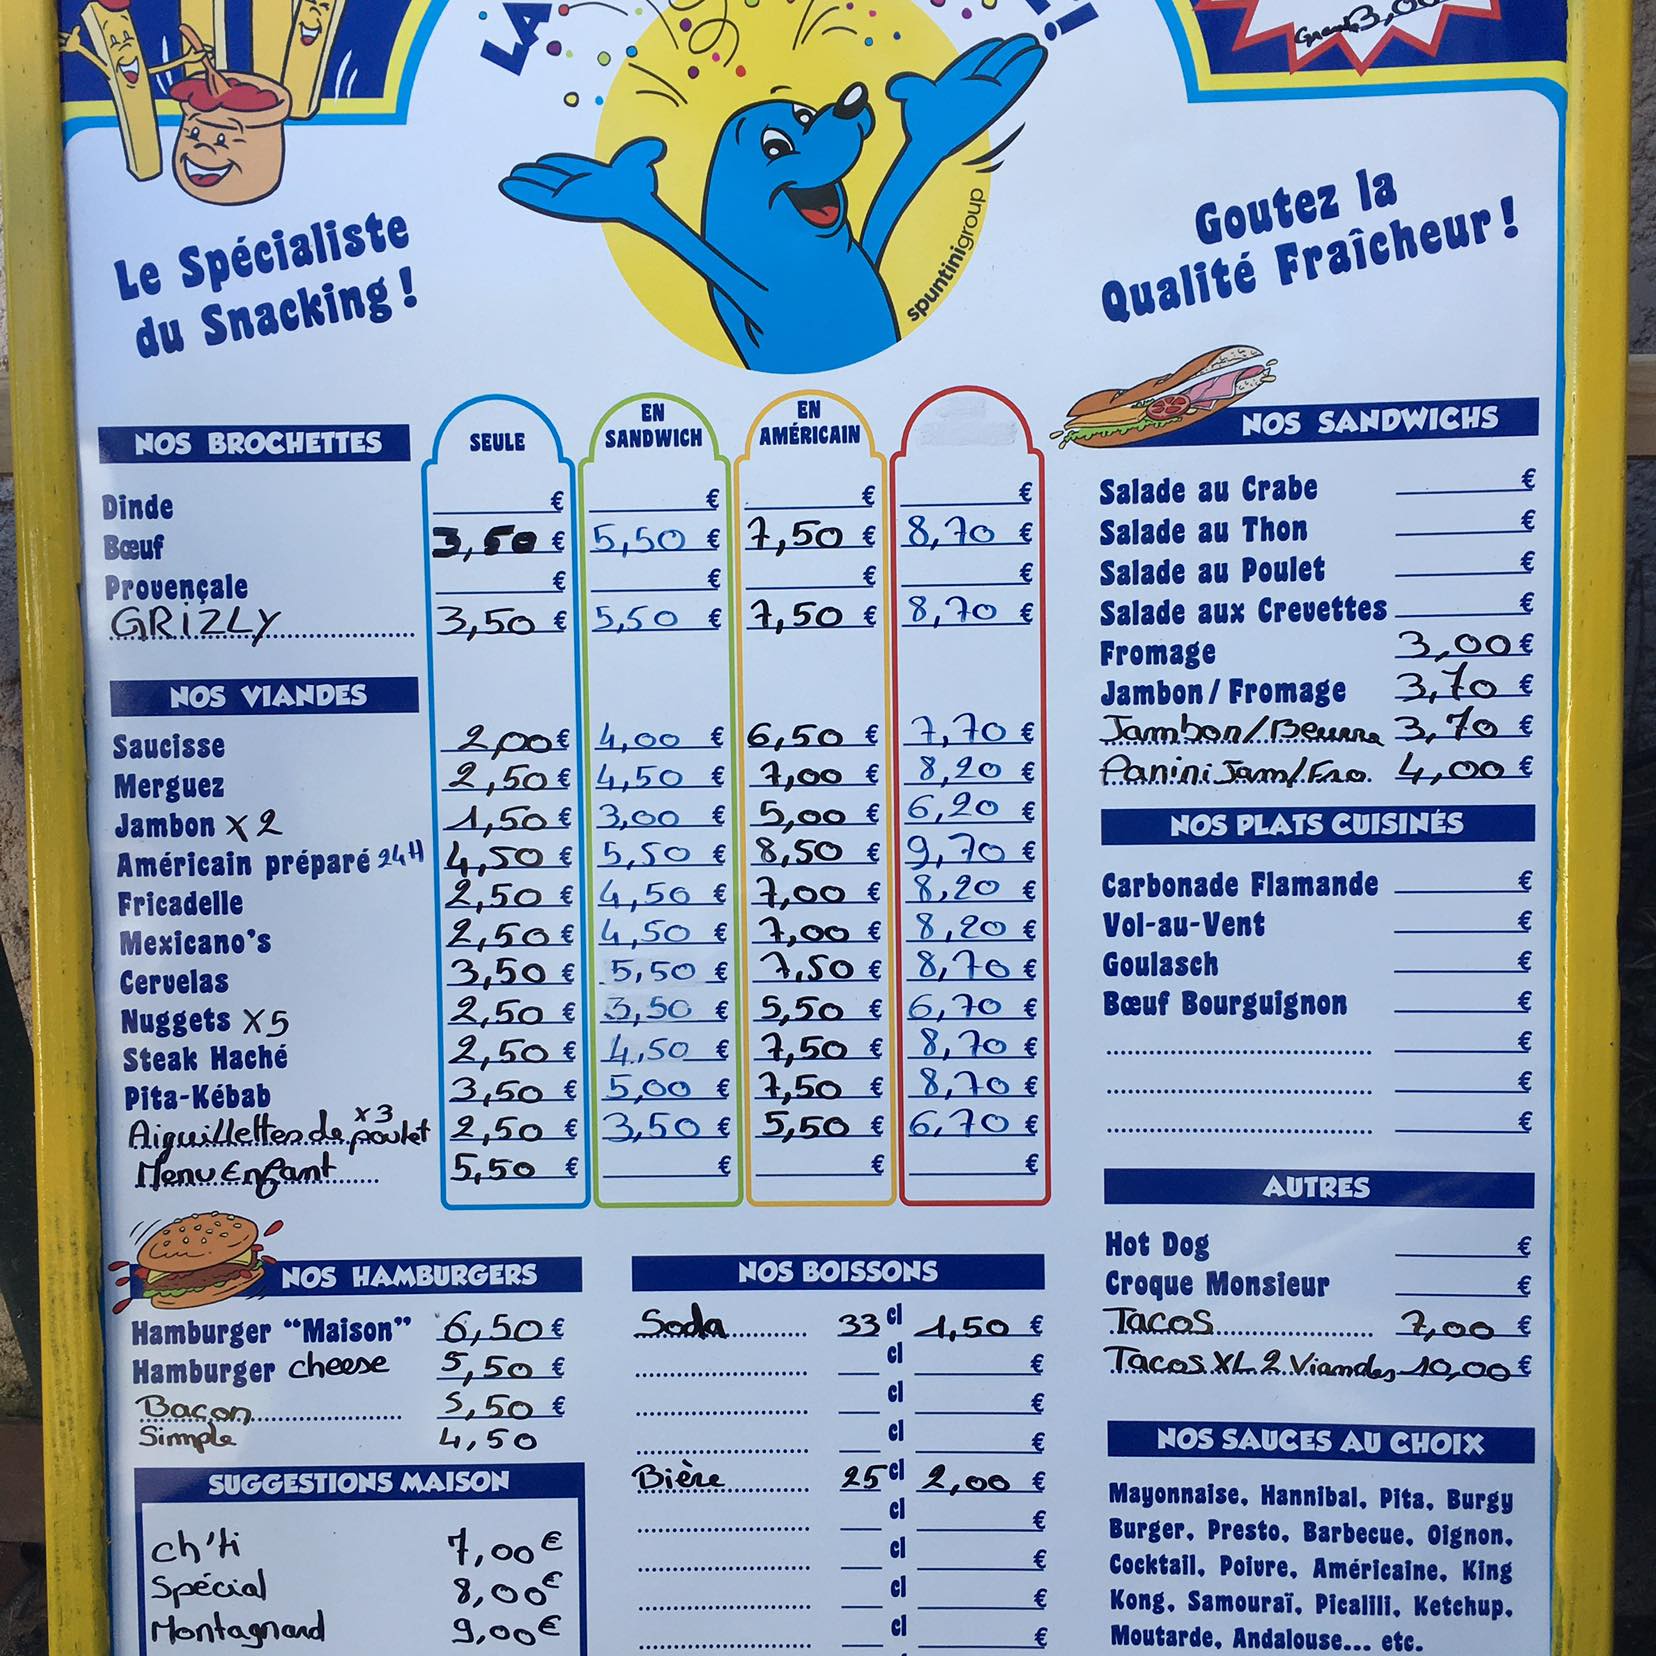 LA
!
Grande 3,00
spuntinigroup
Le Spécialiste
du Snacking !
Goutez la
Qualité Fraîcheur !
NOS BROCHETTES
SEULE
EN SANDWICH
EN AMÉRICAIN
Dinde € € € €
Bœuf 3,50 € 5,50 € 7,50 € 8,70 €
Provençale € € € €
GRIZLY 3,50 € 5,50 € 7,50 € 8,70 €
NOS VIANDES
Saucisse 2,00 € 4,00 € 6,50 € 7,70 €
Merguez 2,50 € 4,50 € 7,00 € 8,20 €
Jambon x 2 1,50 € 3,00 € 5,00 € 6,20 €
Américain préparé 24H 4,50 € 5,50 € 8,50 € 9,70 €
Fricadelle 2,50 € 4,50 € 7,00 € 8,20 €
Mexicano's 2,50 € 4,50 € 7,00 € 8,20 €
Cervelas 3,50 € 5,50 € 7,50 € 8,70 €
Nuggets X5 2,50 € 3,50 € 5,50 € 6,70 €
Steak Haché 2,50 € 4,50 € 7,50 € 8,70 €
Pita-Kébab 3,50 € 5,00 € 7,50 € 8,70 €
Aiguillettes de poulet x3 2,50 € 3,50 € 5,50 € 6,70 €
Menu Enfant 5,50 € € € €
NOS HAMBURGERS
Hamburger "Maison" 6,50 €
Hamburger cheese 5,50 €
Bacon 5,50 €
Simple 4,50
SUGGESTIONS MAISON
ch'ti 7,00 €
Spécial 8,00 €
Montagnard 9,00 €
NOS BOISSONS
Soda 33 cl 1,50 €
cl €
cl €
cl €
Bière 25 cl 2,00 €
cl €
cl €
cl €
cl €
NOS SANDWICHS
Salade au Crabe €
Salade au Thon €
Salade au Poulet €
Salade aux Crevettes €
Fromage 3,00 €
Jambon / Fromage 3,70 €
Jambon/Beurre 3,70 €
Panini Jam/Fro. 4,00 €
NOS PLATS CUISINÉS
Carbonade Flamande €
Vol-au-Vent €
Goulasch €
Bœuf Bourguignon €
€
€
€
AUTRES
Hot Dog €
Croque Monsieur €
Tacos 7,00 €
Tacos XL 2 Viandes 10,00 €
NOS SAUCES AU CHOIX
Mayonnaise, Hannibal, Pita, Burgy
Burger, Presto, Barbecue, Oignon,
Cocktail, Poivre, Américaine, King
Kong, Samouraï, Picalili, Ketchup,
Moutarde, Andalouse... etc.